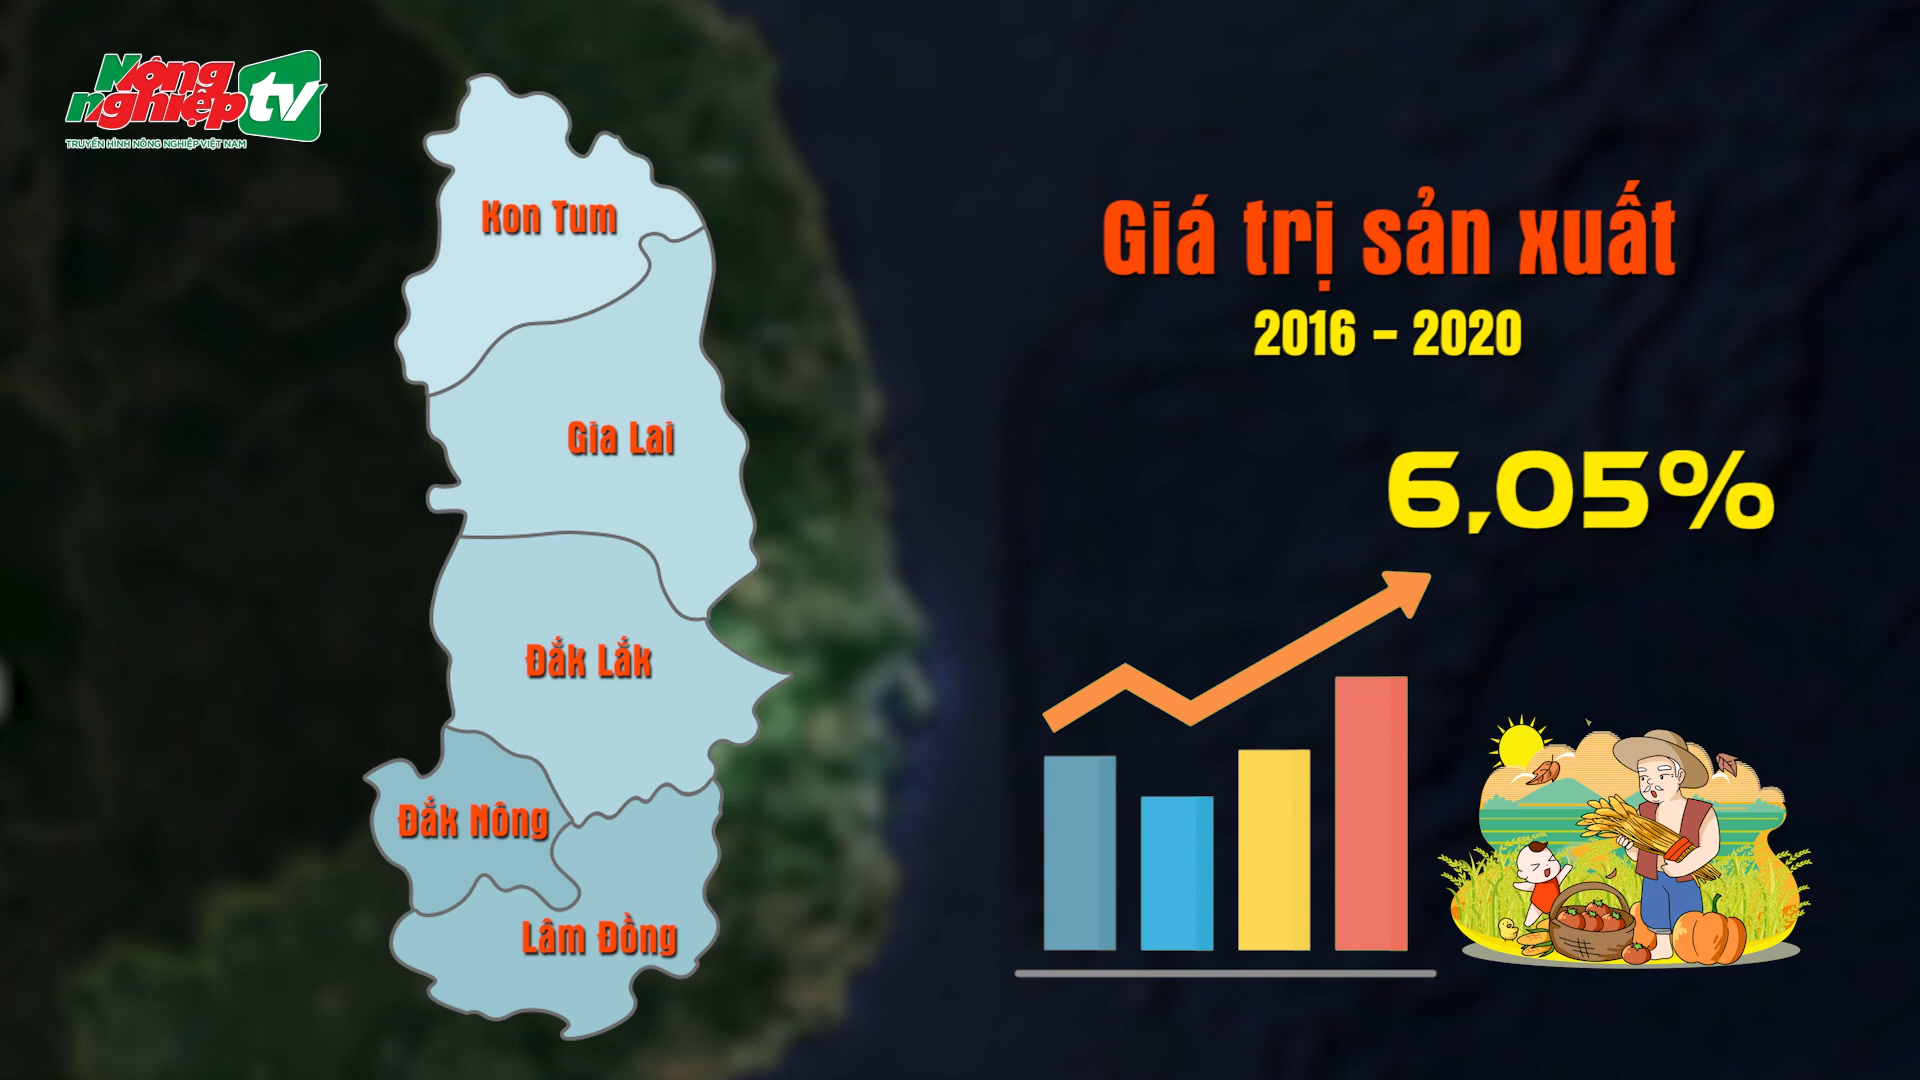 Nông
nghiệp tv
TRUYỀN HÌNH NÔNG NGHIỆP VIỆT NAM
Kon Tum
Gia Lai
Đắk Lắk
Đắk Nông
Lâm Đồng
Giá trị sản xuất
2016 - 2020
6,05%